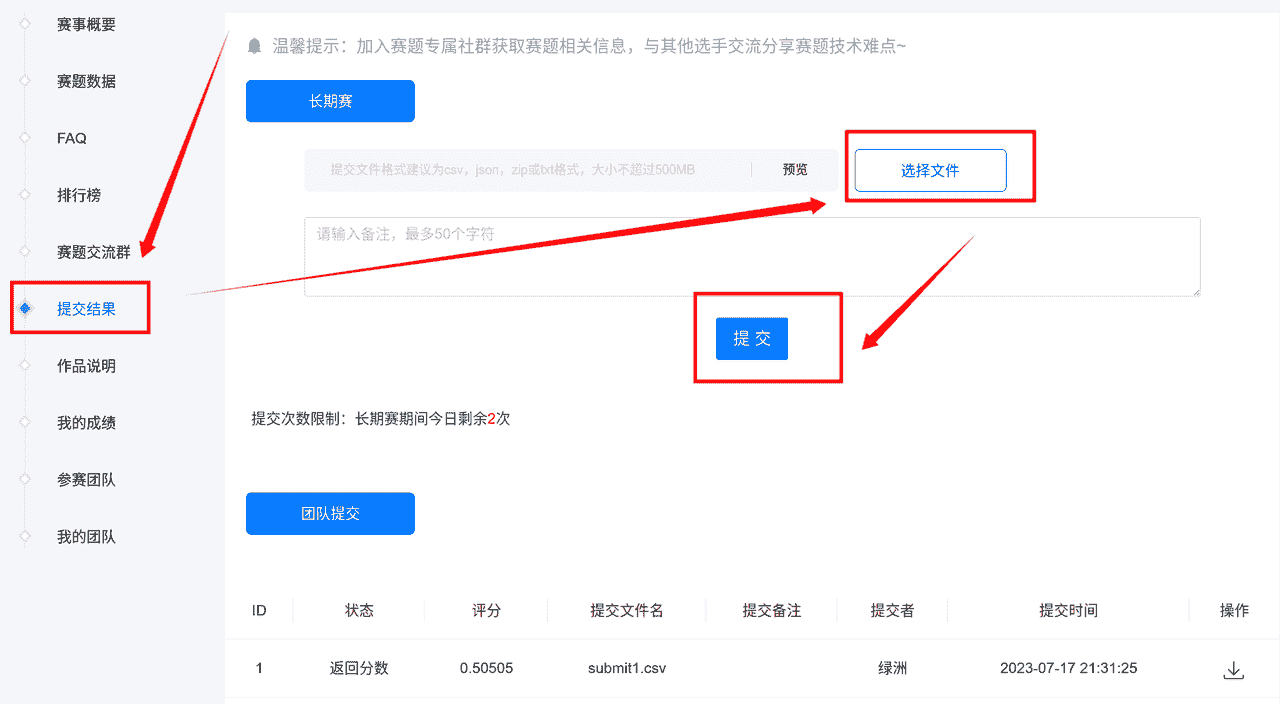 赛事概要
赛题数据
FAQ
排行榜
赛题交流群
提交结果
作品说明
我的成绩
参赛团队
我的团队
温馨提示：加入赛题专属社群获取赛题相关信息，与其他选手交流分享赛题技术难点~
长期赛
提交文件格式建议为csv，json，zip或txt格式，大小不超过500MB 预览 选择文件
请输入备注，最多50个字符
提 交
提交次数限制：长期赛期间今日剩余2次
团队提交
ID 状态 评分 提交文件名 提交备注 提交者 提交时间 操作
1 返回分数 0.50505 submit1.csv 绿洲 2023-07-17 21:31:25